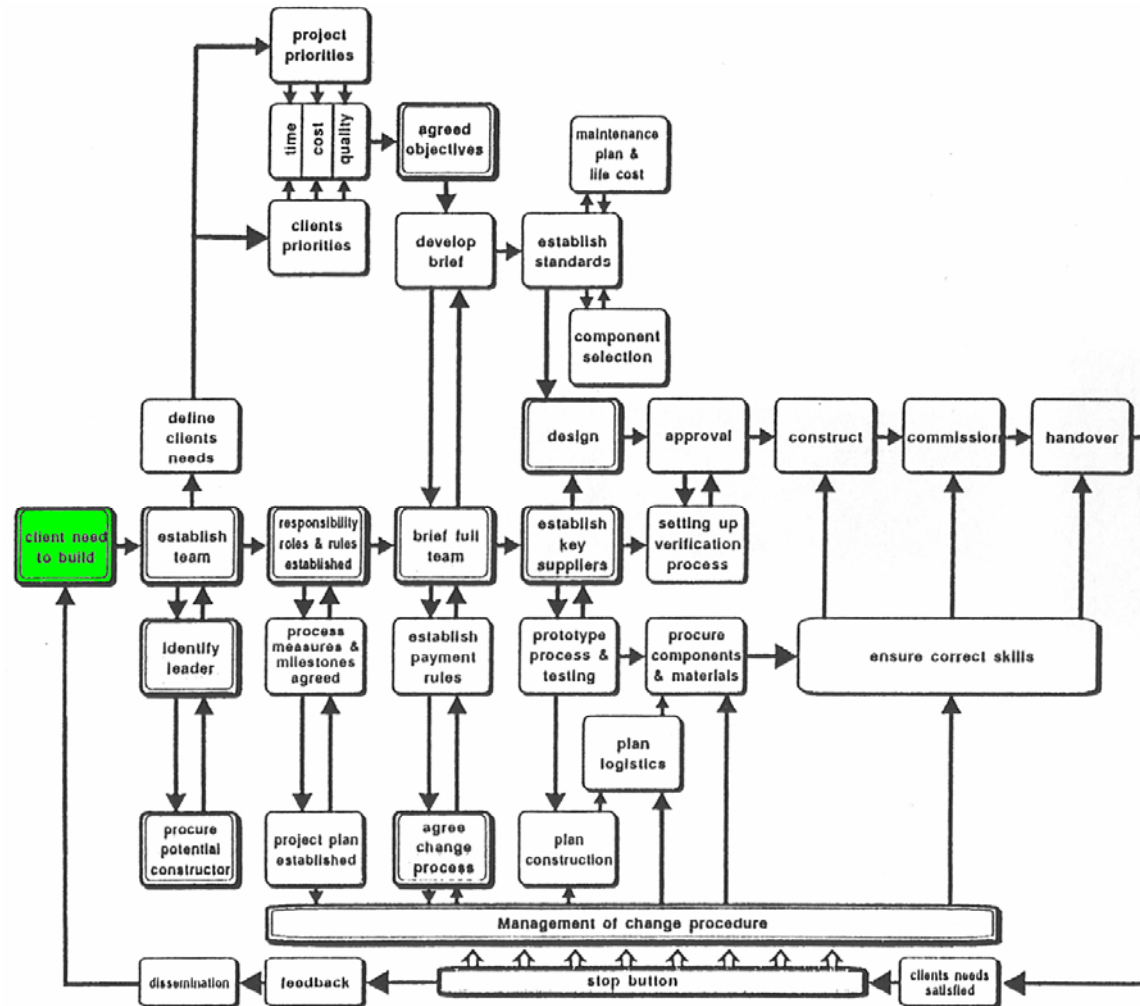 project
priorities
time
cost
quality
agreed
objectives
maintenance
plan &
life cost
clients
priorities
develop
brief
establish
standards
component
selection
define
clients
needs
design
approval
construct
commission
handover
client need
to build
establish
team
responsibility
roles & rules
established
brief full
team
establish
key
suppliers
setting up
verification
process
identify
leader
process
measures &
milestones
agreed
establish
payment
rules
prototype
process &
testing
procure
components
& materials
ensure correct skills
plan
logistics
procure
potential
constructor
project plan
established
agree
change
process
plan
construction
Management of change procedure
dissemination
feedback
stop button
clients needs
satisfied